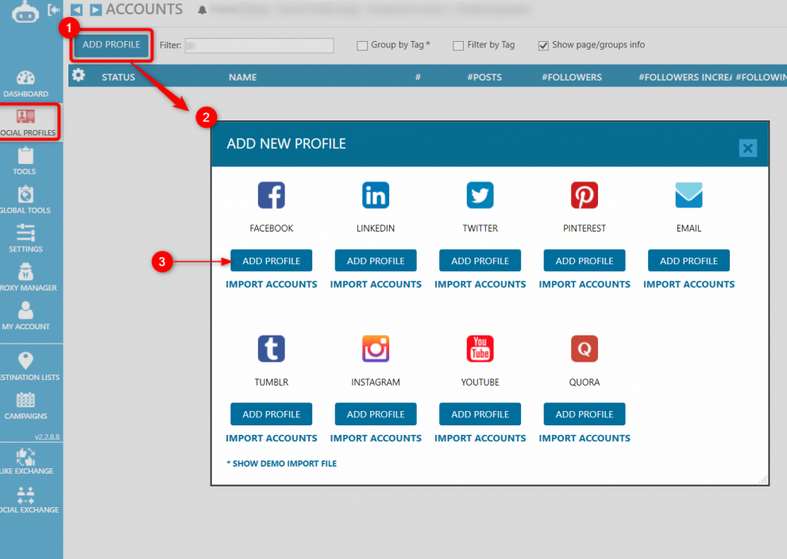 ACCOUNTS
1
ADD PROFILE
Filter:
Group by Tag *
Filter by Tag
Show page/groups info
STATUS NAME # #POSTS #FOLLOWERS #FOLLOWERS INCREA #FOLLOWIN
DASHBOARD
OCIAL PROFILES
TOOLS
GLOBAL TOOLS
SETTINGS
ROXY MANAGER
MY ACCOUNT
ESTINATION LISTS
CAMPAIGNS
v2.2.8.8
LIKE EXCHANGE
OCIAL EXCHANGE
2
ADD NEW PROFILE
f in P
FACEBOOK LINKEDIN TWITTER PINTEREST EMAIL
3
ADD PROFILE ADD PROFILE ADD PROFILE ADD PROFILE ADD PROFILE
IMPORT ACCOUNTS IMPORT ACCOUNTS IMPORT ACCOUNTS IMPORT ACCOUNTS IMPORT ACCOUNTS
t You Tube Q
TUMBLR INSTAGRAM YOUTUBE QUORA
ADD PROFILE ADD PROFILE ADD PROFILE ADD PROFILE
IMPORT ACCOUNTS IMPORT ACCOUNTS IMPORT ACCOUNTS IMPORT ACCOUNTS
* SHOW DEMO IMPORT FILE